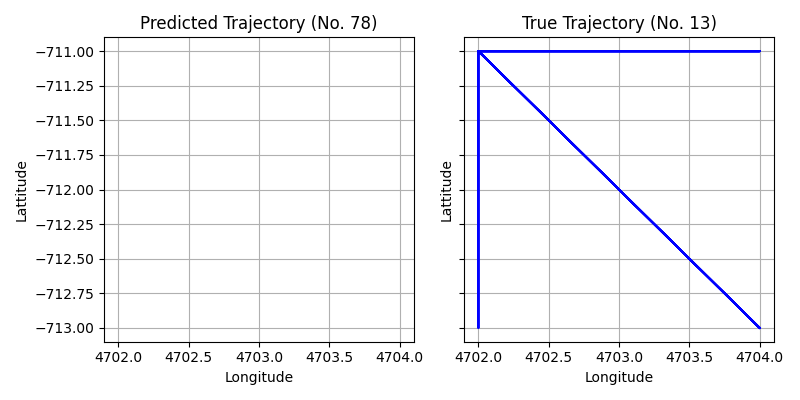 Predicted Trajectory (No. 78)
True Trajectory (No. 13)
−711.00
−711.25
−711.50
−711.75
−712.00
−712.25
−712.50
−712.75
−713.00
Lattitude
Lattitude
4702.0 4702.5 4703.0 4703.5 4704.0
4702.0 4702.5 4703.0 4703.5 4704.0
Longitude
Longitude